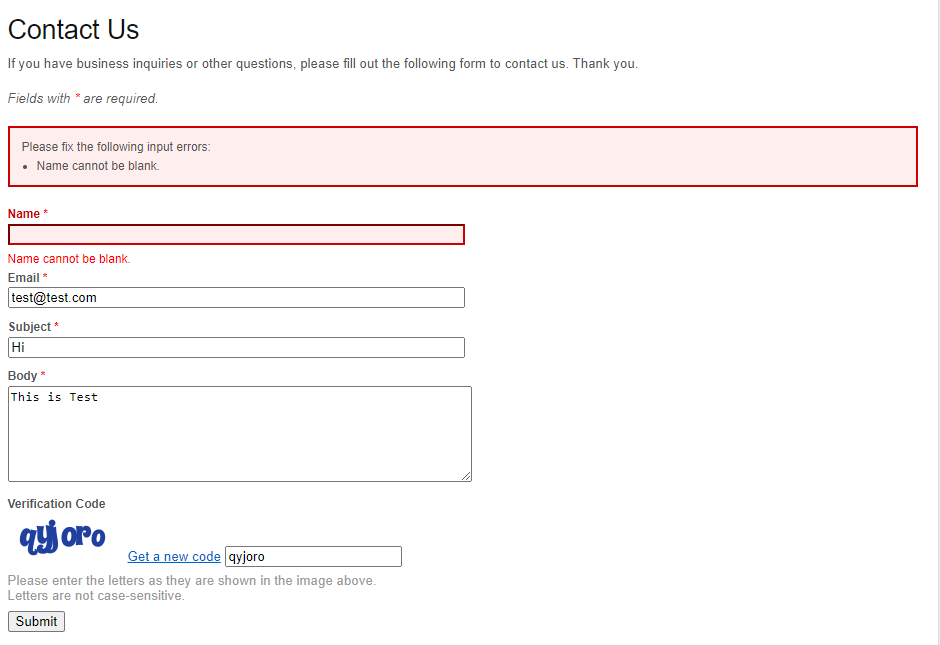 Contact Us
If you have business inquiries or other questions, please fill out the following form to contact us. Thank you.
Fields with * are required.
Please fix the following input errors:
• Name cannot be blank.
Name *
Name cannot be blank.
Email *
test@test.com
Subject *
Hi
Body *
This is Test
Verification Code
qyjoro
Get a new code qyjoro
Please enter the letters as they are shown in the image above.
Letters are not case-sensitive.
Submit